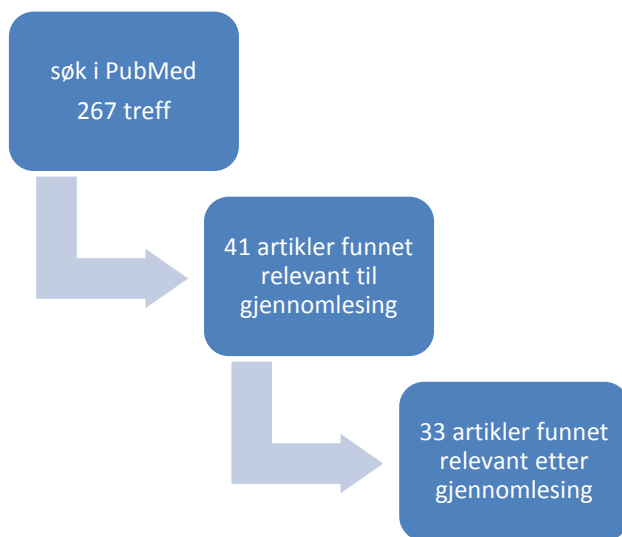 søk i PubMed
267 treff
41 artikler funnet
relevant til
gjennomlesing
33 artikler funnet
relevant etter
gjennomlesing